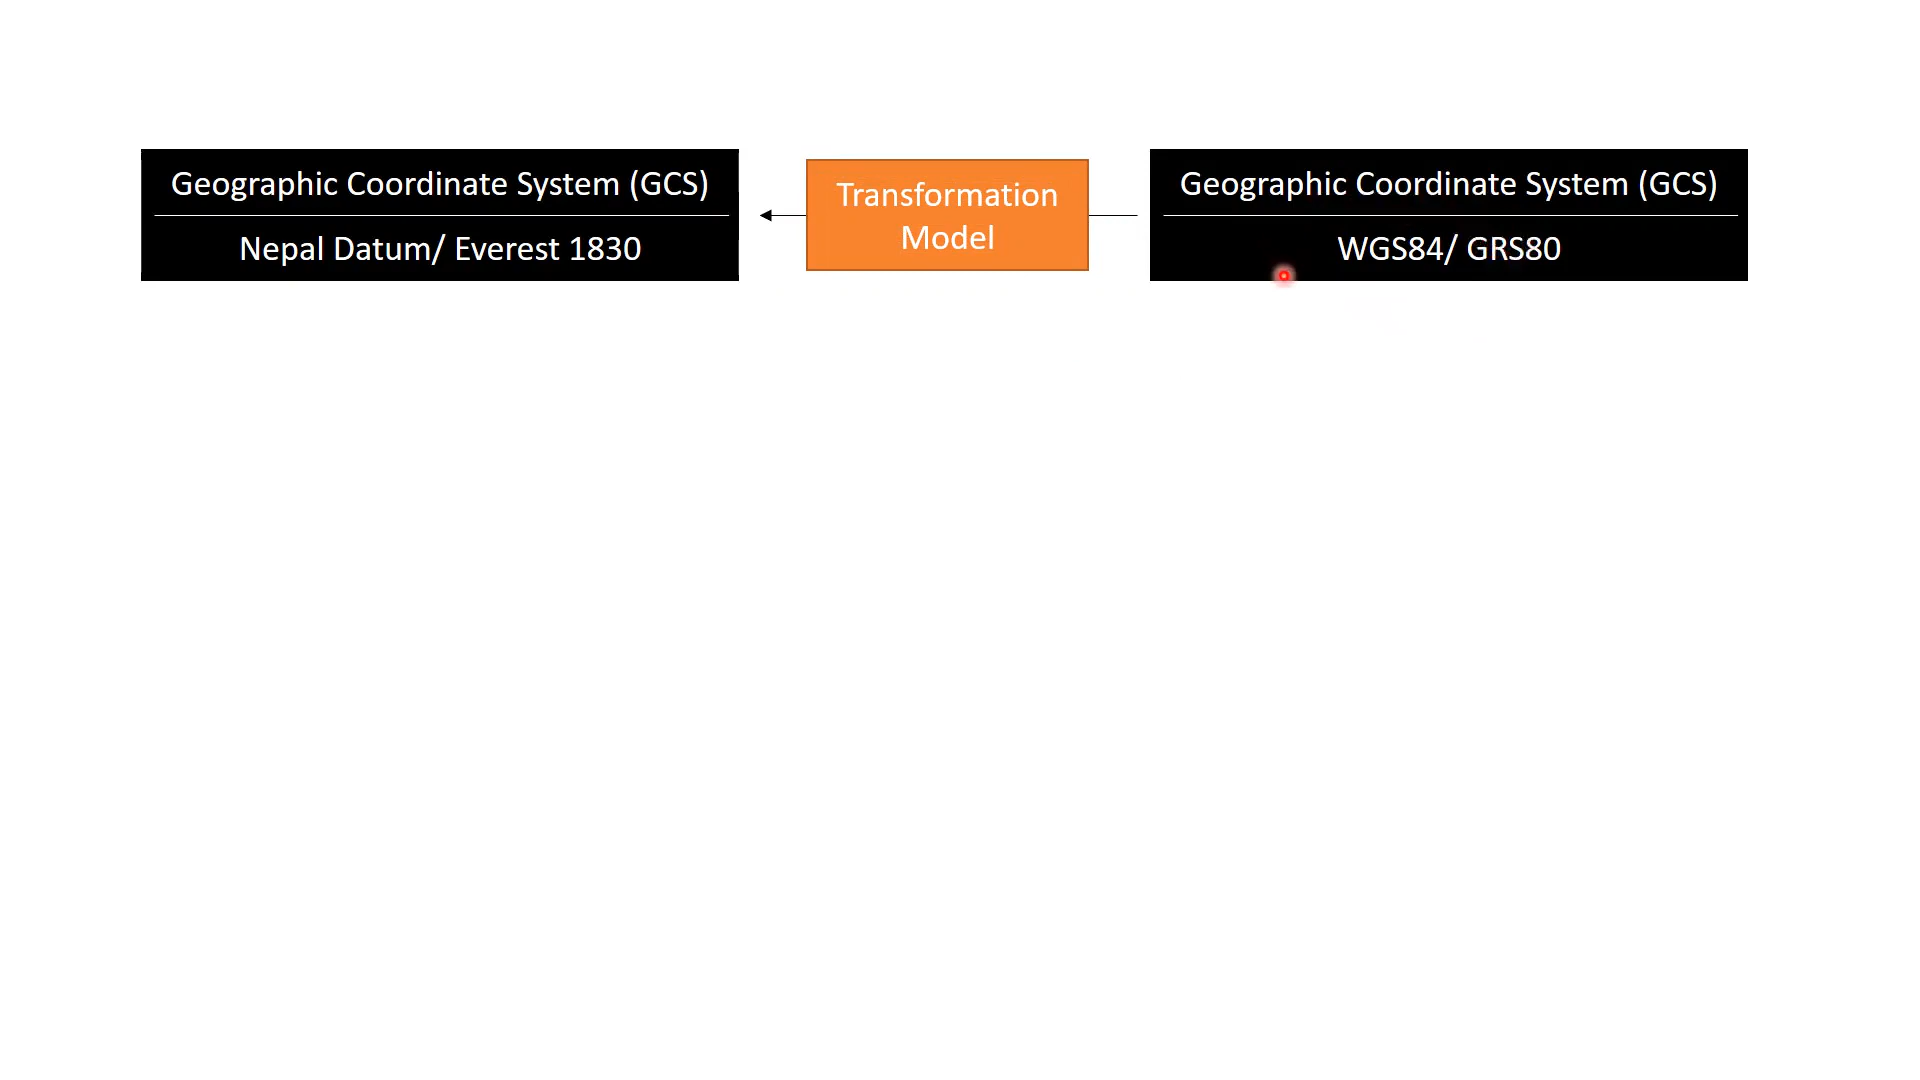 Geographic Coordinate System (GCS)
Nepal Datum/ Everest 1830
Transformation
Model
Geographic Coordinate System (GCS)
WGS84/ GRS80